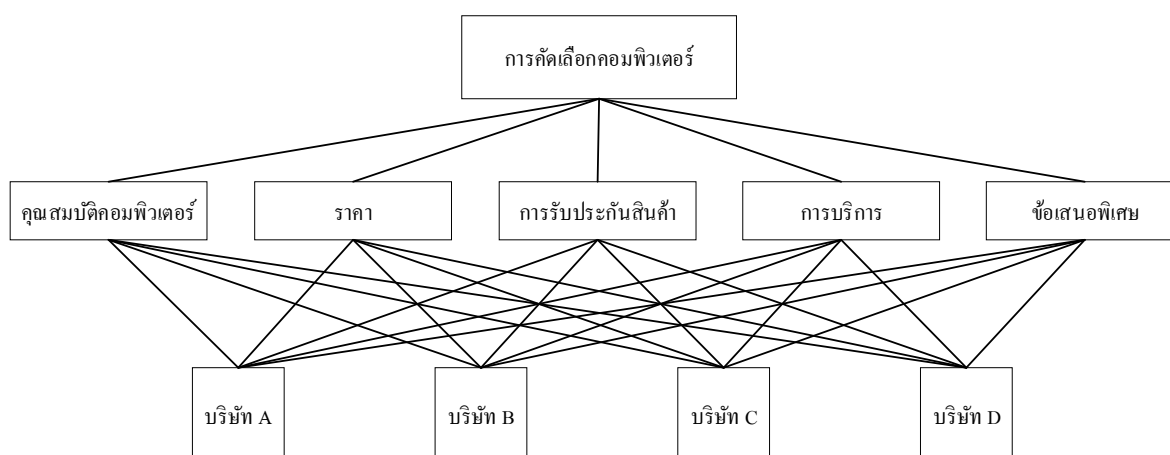 การคัดเลือกคอมพิวเตอร์
คุณสมบัติคอมพิวเตอร์
ราคา
การรับประกันสินค้า
การบริการ
ข้อเสนอพิเศษ
บริษัท A
บริษัท B
บริษัท C
บริษัท D